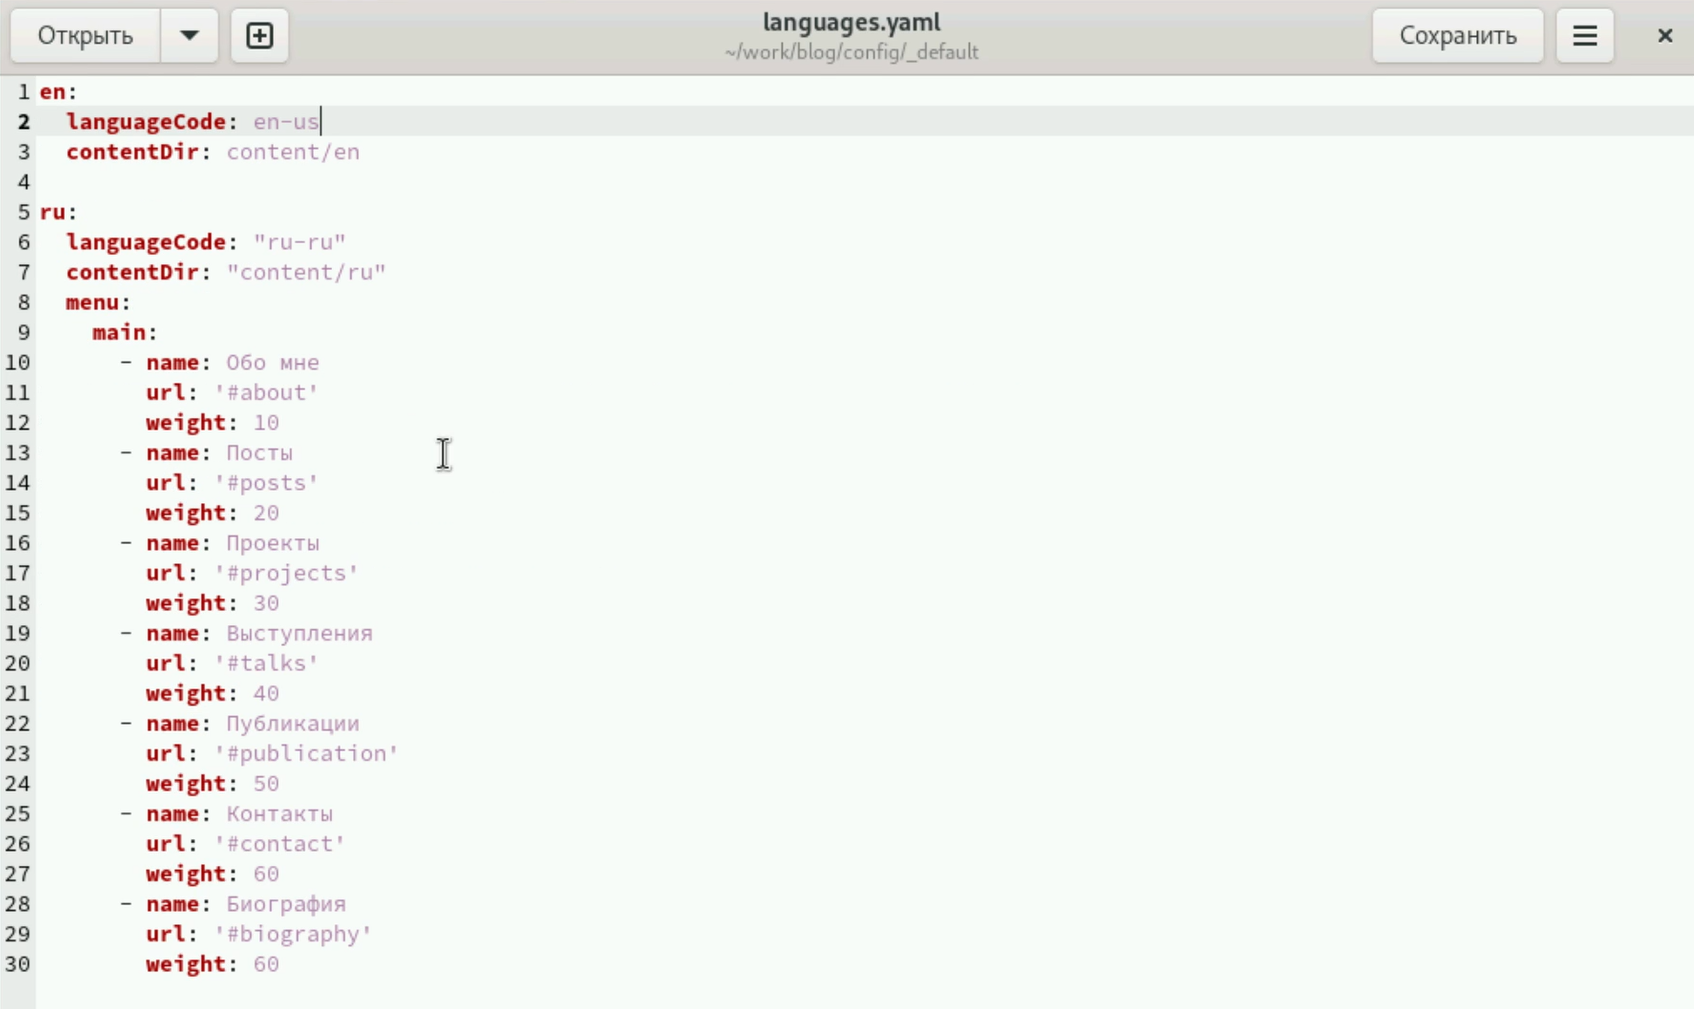 Открыть
languages.yaml
~/work/blog/config/_default
Сохранить
1 en:
2   languageCode: en-us
3   contentDir: content/en
4
5 ru:
6   languageCode: "ru-ru"
7   contentDir: "content/ru"
8   menu:
9     main:
10       - name: Обо мне
11         url: '#about'
12         weight: 10
13       - name: Посты
14         url: '#posts'
15         weight: 20
16       - name: Проекты
17         url: '#projects'
18         weight: 30
19       - name: Выступления
20         url: '#talks'
21         weight: 40
22       - name: Публикации
23         url: '#publication'
24         weight: 50
25       - name: Контакты
26         url: '#contact'
27         weight: 60
28       - name: Биография
29         url: '#biography'
30         weight: 60